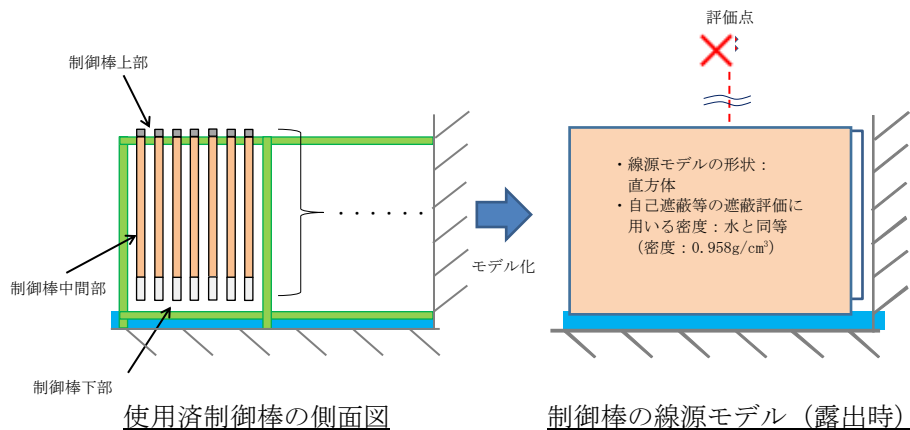 評価点
制御棒上部
・線源モデルの形状：
直方体
・自己遮蔽等の遮蔽評価に
用いる密度：水と同等
（密度：0.958g/cm³）
・・・・・・
モデル化
制御棒中間部
制御棒下部
使用済制御棒の側面図
制御棒の線源モデル（露出時）